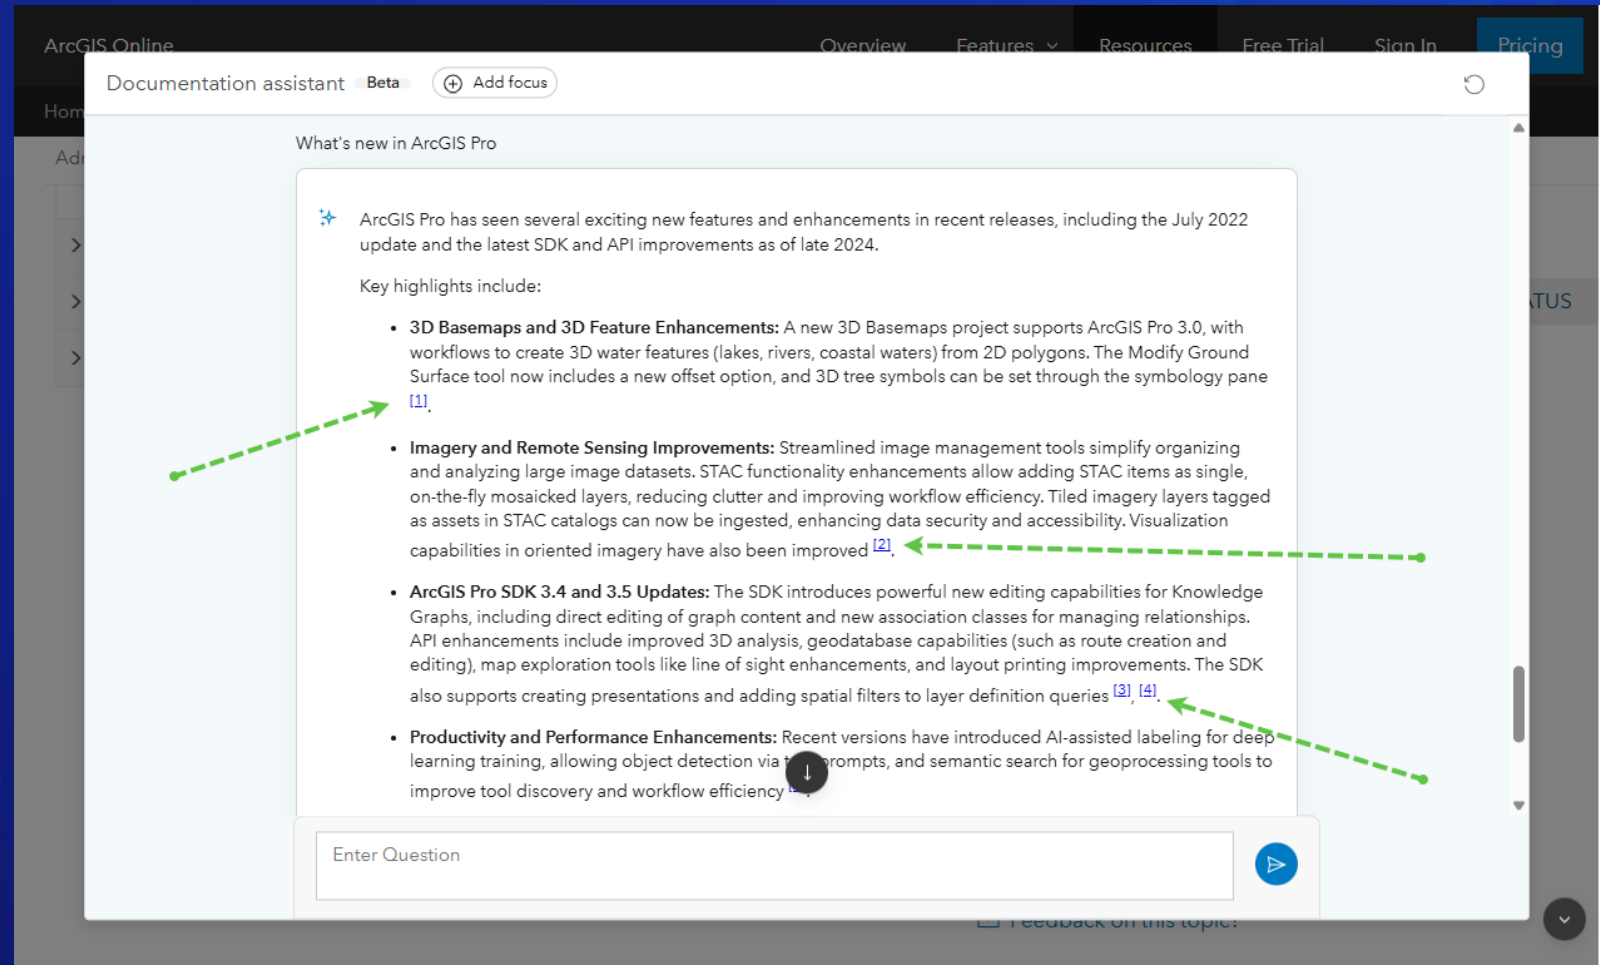 ArcGIS Online
Overview Features Resources Free Trial Sign In Pricing
Documentation assistant Beta Add focus
Hom
Adr
What's new in ArcGIS Pro
ArcGIS Pro has seen several exciting new features and enhancements in recent releases, including the July 2022
update and the latest SDK and API improvements as of late 2024.
Key highlights include:
• 3D Basemaps and 3D Feature Enhancements: A new 3D Basemaps project supports ArcGIS Pro 3.0, with
workflows to create 3D water features (lakes, rivers, coastal waters) from 2D polygons. The Modify Ground
Surface tool now includes a new offset option, and 3D tree symbols can be set through the symbology pane
[1].
ATUS
• Imagery and Remote Sensing Improvements: Streamlined image management tools simplify organizing
and analyzing large image datasets. STAC functionality enhancements allow adding STAC items as single,
on-the-fly mosaicked layers, reducing clutter and improving workflow efficiency. Tiled imagery layers tagged
as assets in STAC catalogs can now be ingested, enhancing data security and accessibility. Visualization
capabilities in oriented imagery have also been improved [2].
• ArcGIS Pro SDK 3.4 and 3.5 Updates: The SDK introduces powerful new editing capabilities for Knowledge
Graphs, including direct editing of graph content and new association classes for managing relationships.
API enhancements include improved 3D analysis, geodatabase capabilities (such as route creation and
editing), map exploration tools like line of sight enhancements, and layout printing improvements. The SDK
also supports creating presentations and adding spatial filters to layer definition queries [3], [4].
• Productivity and Performance Enhancements: Recent versions have introduced AI-assisted labeling for deep
learning training, allowing object detection via prompts, and semantic search for geoprocessing tools to
improve tool discovery and workflow efficiency
Enter Question
Feedback on this topic?